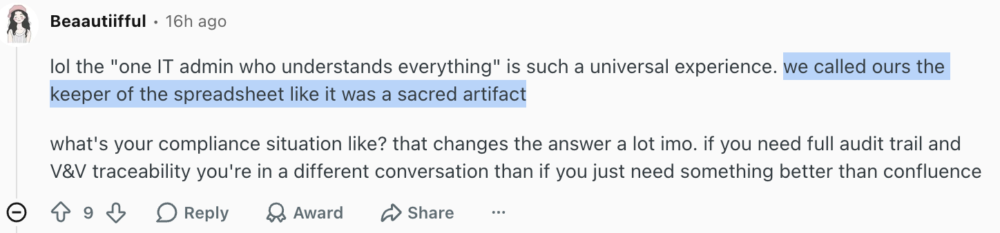 Beaautiifful • 16h ago
lol the "one IT admin who understands everything" is such a universal experience. we called ours the
keeper of the spreadsheet like it was a sacred artifact
what's your compliance situation like? that changes the answer a lot imo. if you need full audit trail and
V&V traceability you're in a different conversation than if you just need something better than confluence
9 Reply Award Share ...